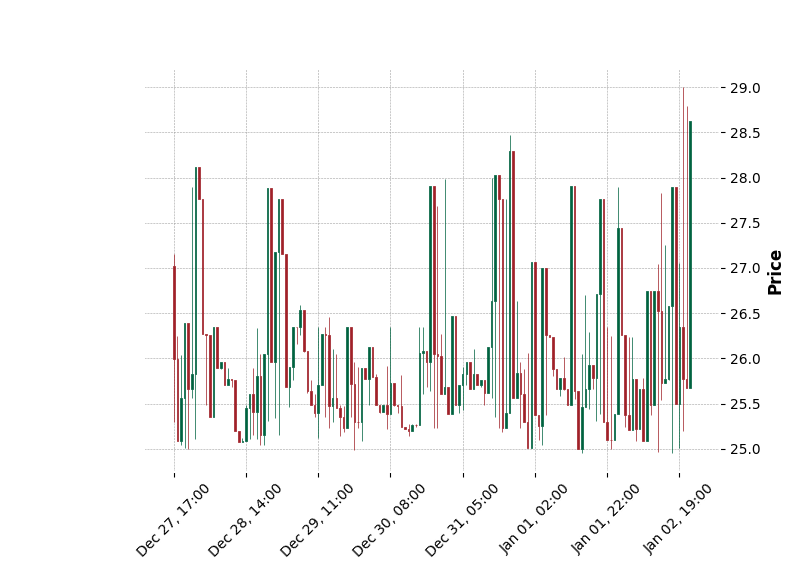 29.0
28.5
28.0
27.5
27.0
26.5
26.0
25.5
25.0
Price
Dec 27, 17:00
Dec 28, 14:00
Dec 29, 11:00
Dec 30, 08:00
Dec 31, 05:00
Jan 01, 02:00
Jan 01, 22:00
Jan 02, 19:00